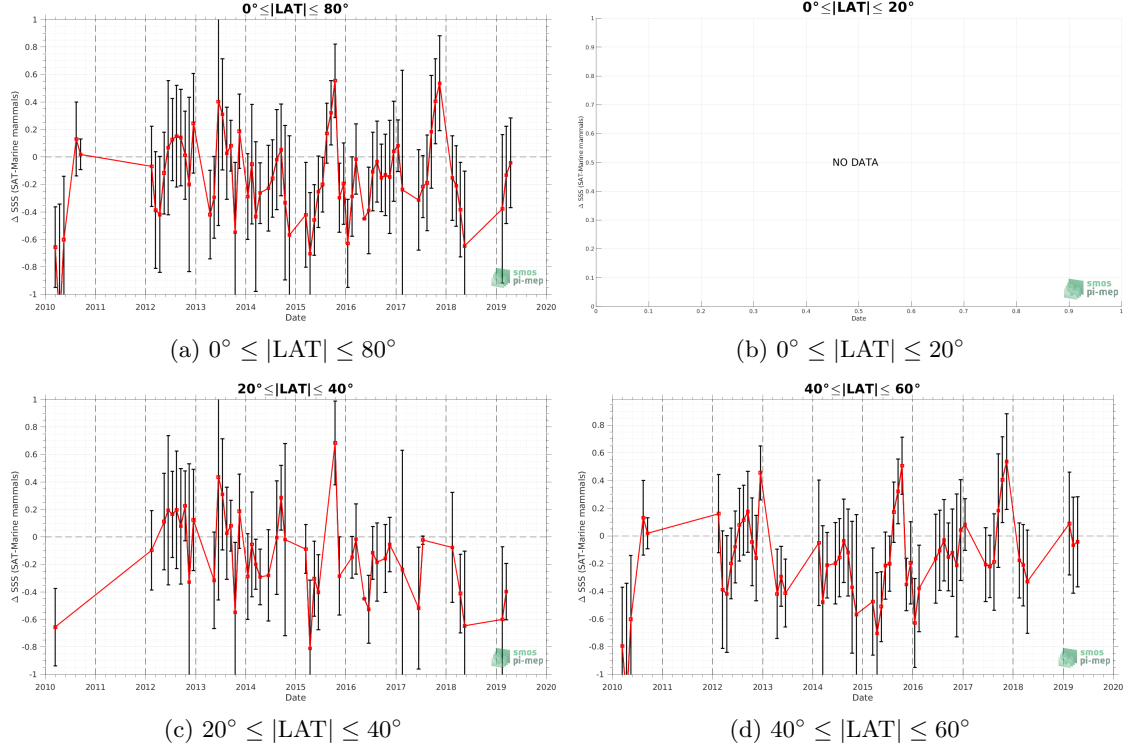 0°≤|LAT|≤ 80°
Δ SSS (SAT-Marine mammals)
1
0.8
0.6
0.4
0.2
0
-0.2
-0.4
-0.6
-0.8
-1
2010 2011 2012 2013 2014 2015 2016 2017 2018 2019 2020
Date
smos
pi-mep
(a) 0° ≤ |LAT| ≤ 80°
0°≤|LAT|≤ 20°
Δ SSS (SAT-Marine mammals)
1
0.9
0.8
0.7
0.6
0.5
0.4
0.3
0.2
0.1
0
NO DATA
0 0.1 0.2 0.3 0.4 0.5 0.6 0.7 0.8 0.9 1
Date
smos
pi-mep
(b) 0° ≤ |LAT| ≤ 20°
20°≤|LAT|≤ 40°
Δ SSS (SAT-Marine mammals)
1
0.8
0.6
0.4
0.2
0
-0.2
-0.4
-0.6
-0.8
-1
2010 2011 2012 2013 2014 2015 2016 2017 2018 2019 2020
Date
smos
pi-mep
(c) 20° ≤ |LAT| ≤ 40°
40°≤|LAT|≤ 60°
Δ SSS (SAT-Marine mammals)
0.8
0.6
0.4
0.2
0
-0.2
-0.4
-0.6
-0.8
-1
2010 2011 2012 2013 2014 2015 2016 2017 2018 2019 2020
Date
smos
pi-mep
(d) 40° ≤ |LAT| ≤ 60°